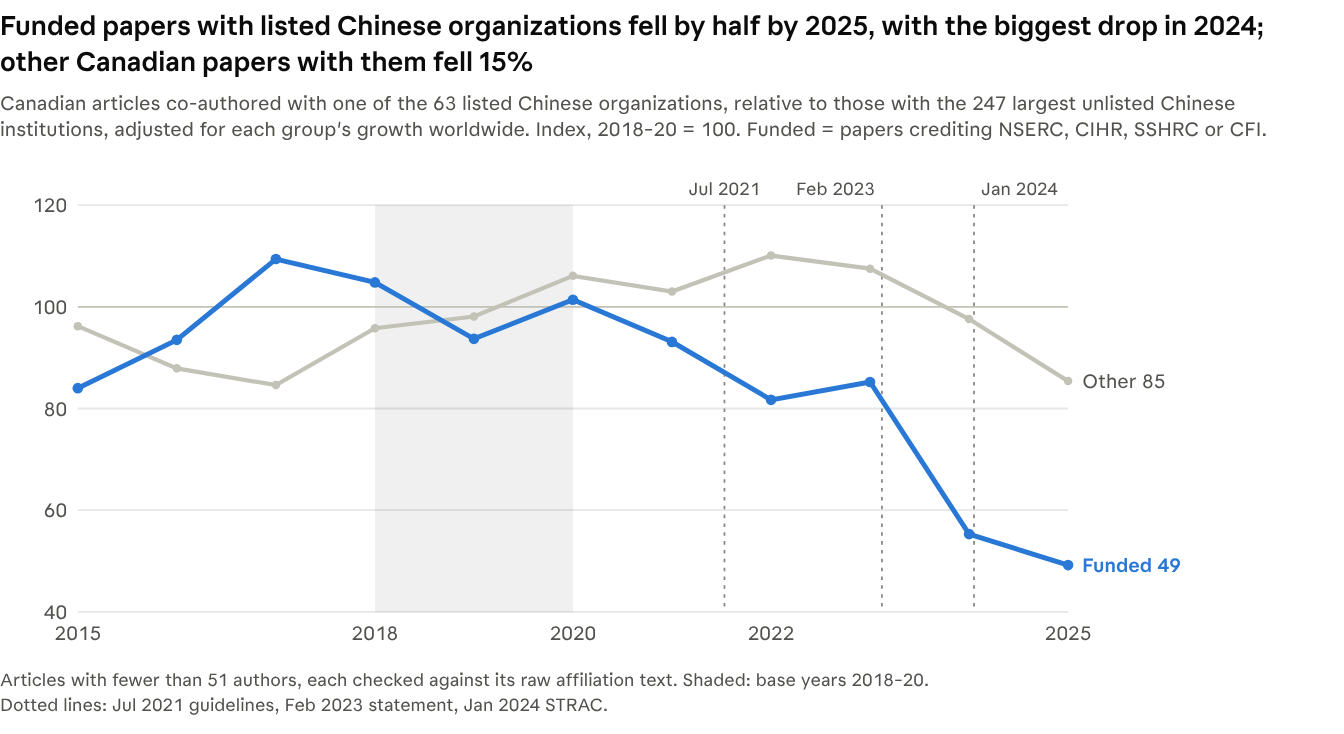 Funded papers with listed Chinese organizations fell by half by 2025, with the biggest drop in 2024;
other Canadian papers with them fell 15%
Canadian articles co-authored with one of the 63 listed Chinese organizations, relative to those with the 247 largest unlisted Chinese
institutions, adjusted for each group's growth worldwide. Index, 2018-20 = 100. Funded = papers crediting NSERC, CIHR, SSHRC or CFI.
Jul 2021 Feb 2023 Jan 2024
120
100
Other 85
80
60
Funded 49
40
2015 2018 2020 2022 2025
Articles with fewer than 51 authors, each checked against its raw affiliation text. Shaded: base years 2018-20.
Dotted lines: Jul 2021 guidelines, Feb 2023 statement, Jan 2024 STRAC.